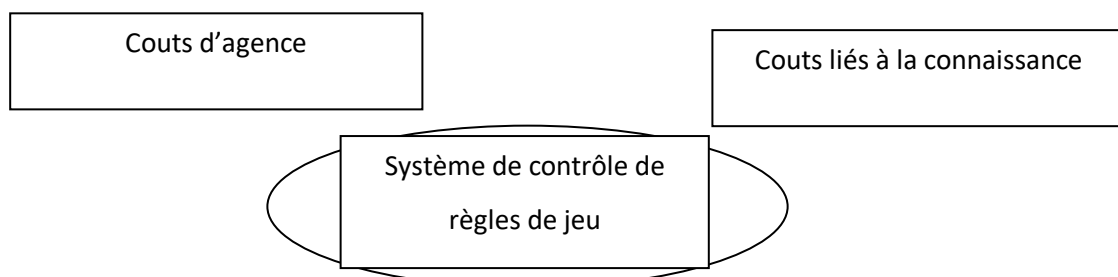 Couts d’agence
Couts liés à la connaissance
Système de contrôle de
règles de jeu